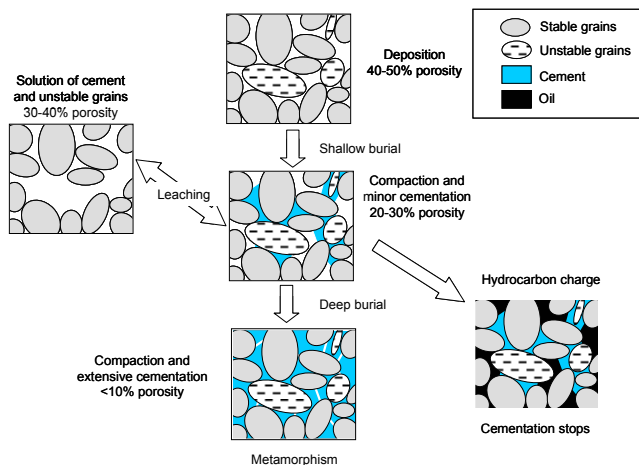 Stable grains
Unstable grains
Cement
Oil
Deposition
40-50% porosity
Solution of cement
and unstable grains
30-40% porosity
Shallow burial
Leaching
Compaction and
minor cementation
20-30% porosity
Hydrocarbon charge
Deep burial
Compaction and
extensive cementation
<10% porosity
Cementation stops
Metamorphism